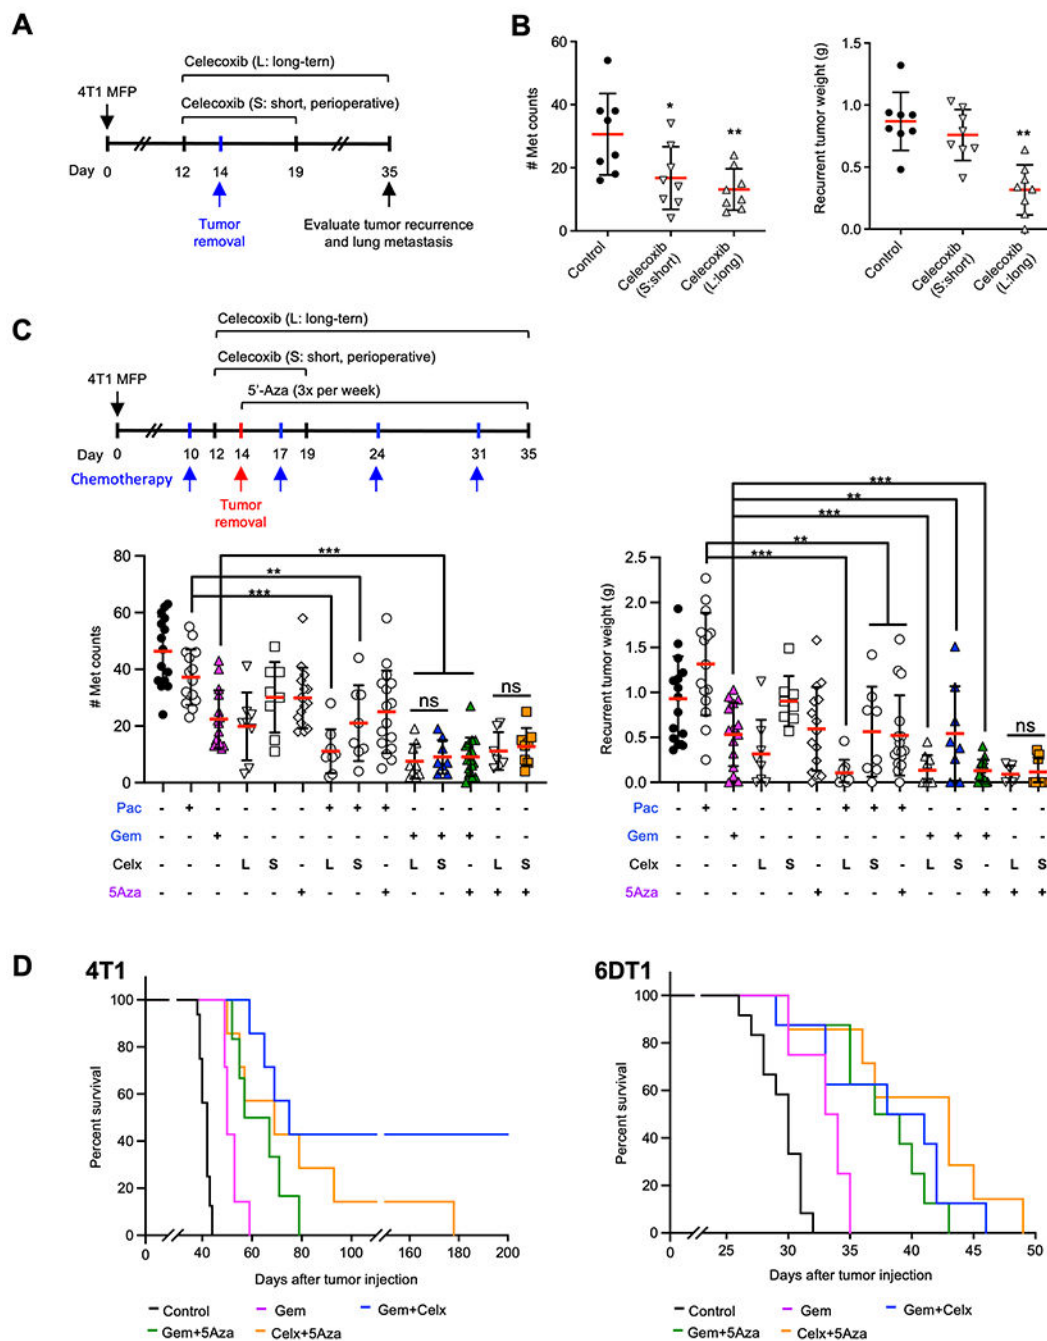 A
Celecoxib (L: long-tern)
4T1 MFP
Celecoxib (S: short, perioperative)
Day 0 12 14 19 35
Tumor removal
Evaluate tumor recurrence and lung metastasis
B
# Met counts
60
40
20
0
Control
Celecoxib (S:short)
Celecoxib (L:long)
*
**
Recurrent tumor weight (g)
1.5
1.0
0.5
0.0
Control
Celecoxib (S:short)
Celecoxib (L:long)
**
C
Celecoxib (L: long-tern)
Celecoxib (S: short, perioperative)
4T1 MFP
5'-Aza (3x per week)
Day 0 10 12 14 17 19 24 31 35
Chemotherapy
Tumor removal
# Met counts
80
60
40
20
0
***
**
***
ns
ns
Pac - + - - - - + + + - - - - -
Gem - - + - - - - - - + + + - -
Celx - - - L S - L S - L S - L S
5Aza - - - - - + - - + - - + + +
Recurrent tumor weight (g)
2.5
2.0
1.5
1.0
0.5
0.0
***
**
***
**
***
ns
Pac - + - - - - + + + - - - - -
Gem - - + - - - - - - + + + - -
Celx - - - L S - L S - L S - L S
5Aza - - - - - + - - + - - + + +
D
4T1
Percent survival
100
80
60
40
20
0
0 40 60 80 100 160 180 200
Days after tumor injection
Control Gem Gem+Celx
Gem+5Aza Celx+5Aza
6DT1
Percent survival
100
80
60
40
20
0
0 25 30 35 40 45 50
Days after tumor injection
Control Gem Gem+Celx
Gem+5Aza Celx+5Aza